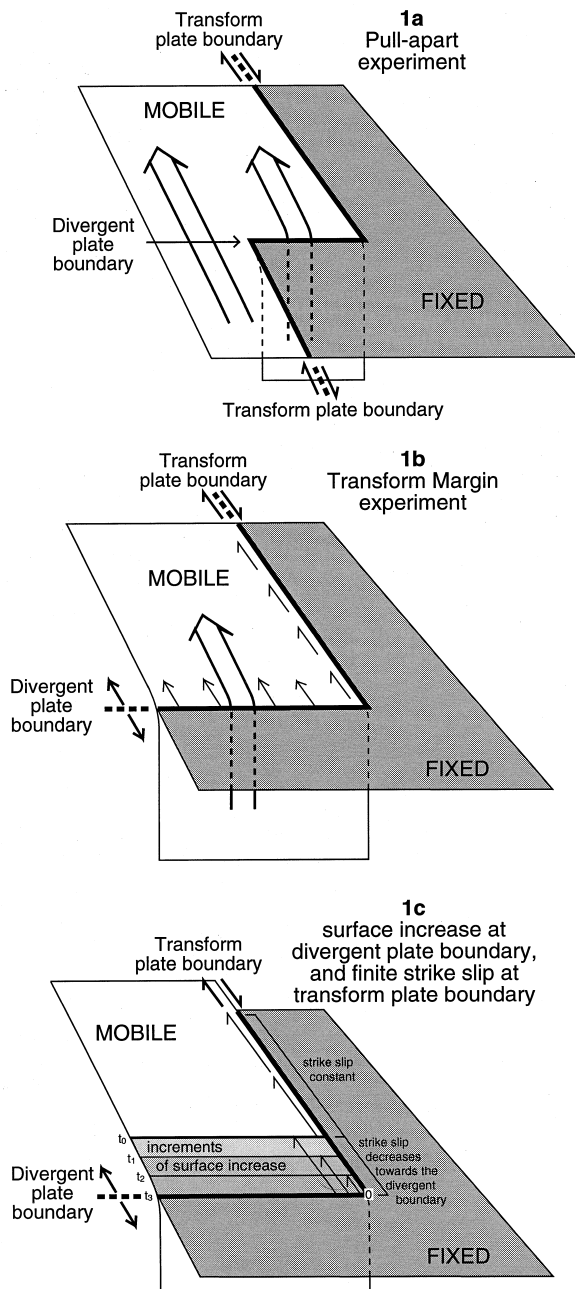 Transform
plate boundary
1a
Pull-apart
experiment
MOBILE
Divergent
plate
boundary
FIXED
Transform plate boundary
Transform
plate boundary
1b
Transform Margin
experiment
MOBILE
Divergent
plate
boundary
FIXED
1c
surface increase at
divergent plate boundary,
and finite strike slip at
transform plate boundary
Transform
plate boundary
MOBILE
strike slip
constant
t0
increments
t1
of surface increase
t2
strike slip
decreases
towards the
divergent
boundary
Divergent
plate
boundary
t3
0
FIXED